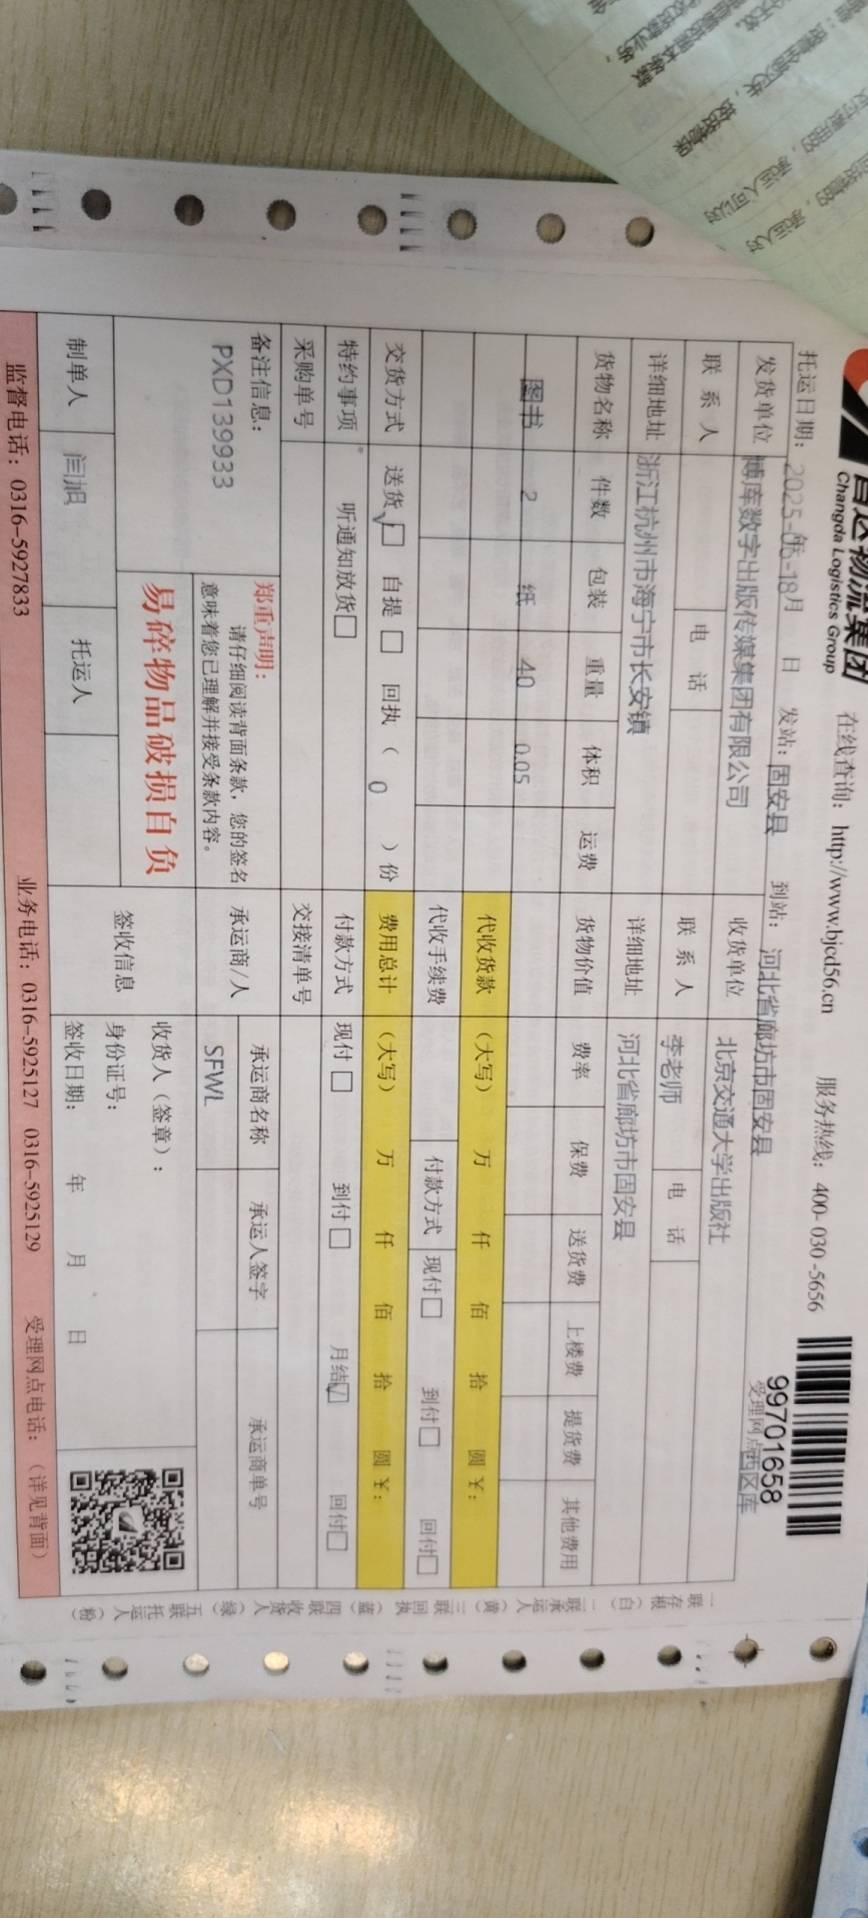 Changda Logistics Group
在线查询：http://www.bjcd56.cn
服务热线：400-030-5656
99701658
受理网点：西区库
托运日期：2025-06-18 年 月 日
发站：固安县
到站：河北省廊坊市固安县
发货单位 博库数字出版传媒集团有限公司 收货单位 北京交通大学出版社
联系人 电话 联系人 李老师 电话
详细地址 浙江杭州市海宁市长安镇 详细地址 河北省廊坊市固安县
货物名称 件数 包装 重量 体积 运费 货物价值 费率 保费 送货费 上楼费 提货费 其他费用
图书 2 纸 40 0.05
代收货款 （大写） 万 仟 佰 拾 圆 ¥：
代收手续费 付款方式 现付□ 到付□ 回付□
交货方式 送货☑ 自提□ 回执（ 0 ）份 费用总计 （大写） 万 仟 佰 拾 圆 ¥：
特约事项 听通知放货□ 付款方式 现付□ 到付□ 月结☑ 回付□
采购单号 交接清单号
备注信息：
PXD139933
郑重声明：
请仔细阅读背面条款，您的签名
意味着您已理解并接受条款内容。
易碎物品破损自负
承运商/人 承运商名称 承运人签字 承运商单号
SFWL
签收信息
收货人（签章）：
身份证号：
签收日期： 年 月 日
制单人 闫旭 托运人
监督电话：0316-5927833
业务电话：0316-5925127 0316-5925129
受理网点电话：（详见背面）
一联存根（白） 二联承运人（黄） 三联回执（蓝） 四联收货人（绿） 五联托运人（粉）